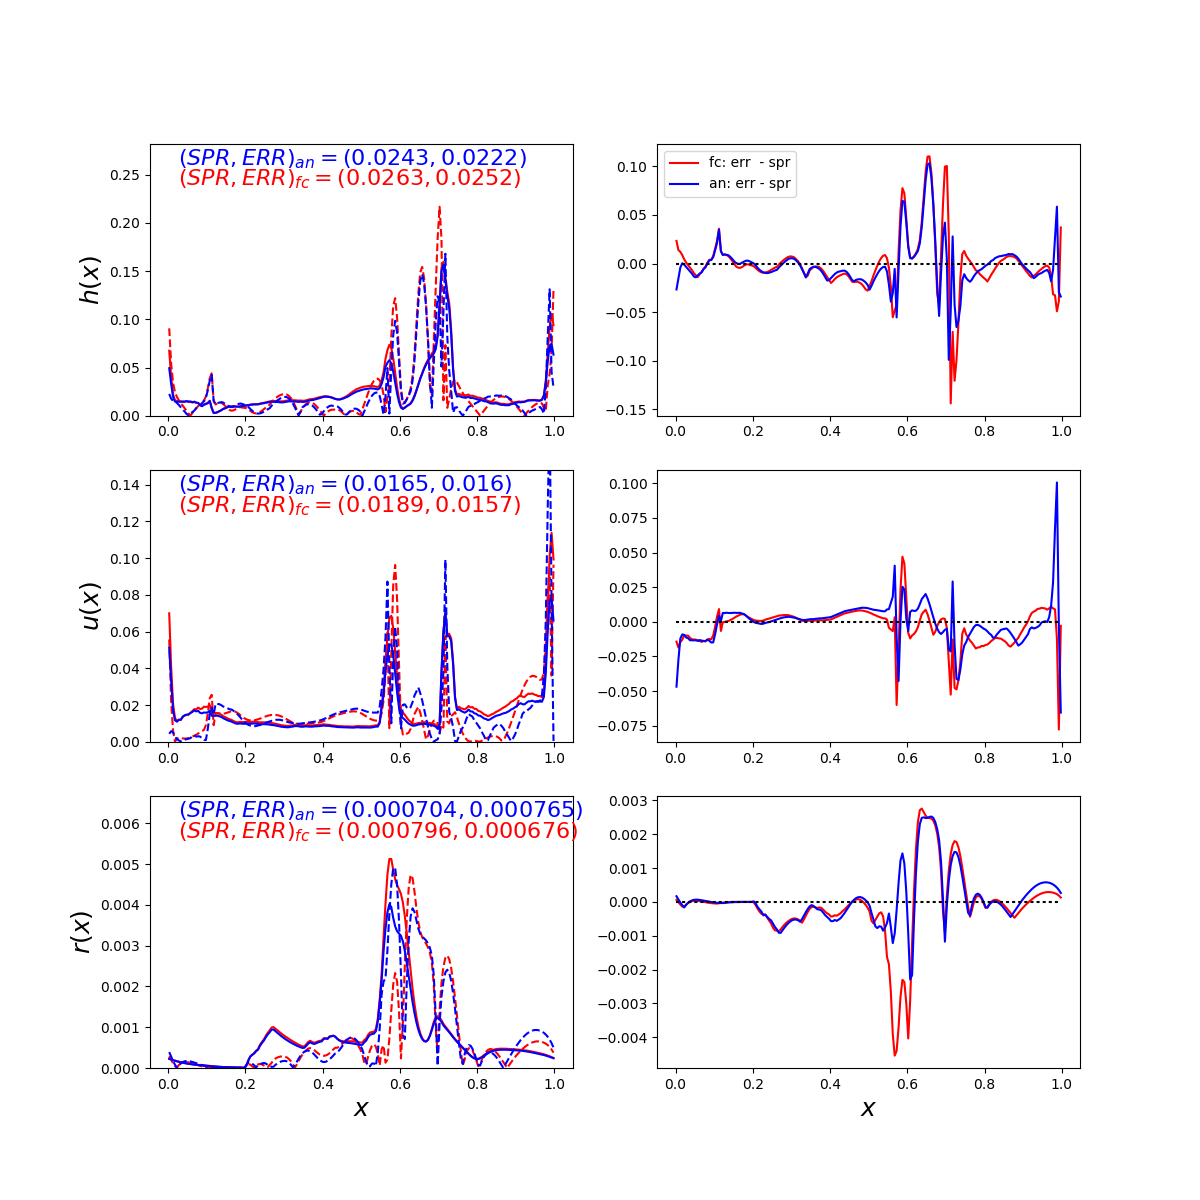 (SPR, ERR)an = (0.0243, 0.0222)
(SPR, ERR)fc = (0.0263, 0.0252)
h(x)
0.25
0.20
0.15
0.10
0.05
0.00
0.0 0.2 0.4 0.6 0.8 1.0
fc: err - spr
an: err - spr
0.10
0.05
0.00
−0.05
−0.10
−0.15
0.0 0.2 0.4 0.6 0.8 1.0
(SPR, ERR)an = (0.0165, 0.016)
(SPR, ERR)fc = (0.0189, 0.0157)
u(x)
0.14
0.12
0.10
0.08
0.06
0.04
0.02
0.00
0.0 0.2 0.4 0.6 0.8 1.0
0.100
0.075
0.050
0.025
0.000
−0.025
−0.050
−0.075
0.0 0.2 0.4 0.6 0.8 1.0
(SPR, ERR)an = (0.000704, 0.000765)
(SPR, ERR)fc = (0.000796, 0.000676)
r(x)
0.006
0.005
0.004
0.003
0.002
0.001
0.000
0.0 0.2 0.4 0.6 0.8 1.0
x
0.003
0.002
0.001
0.000
−0.001
−0.002
−0.003
−0.004
0.0 0.2 0.4 0.6 0.8 1.0
x